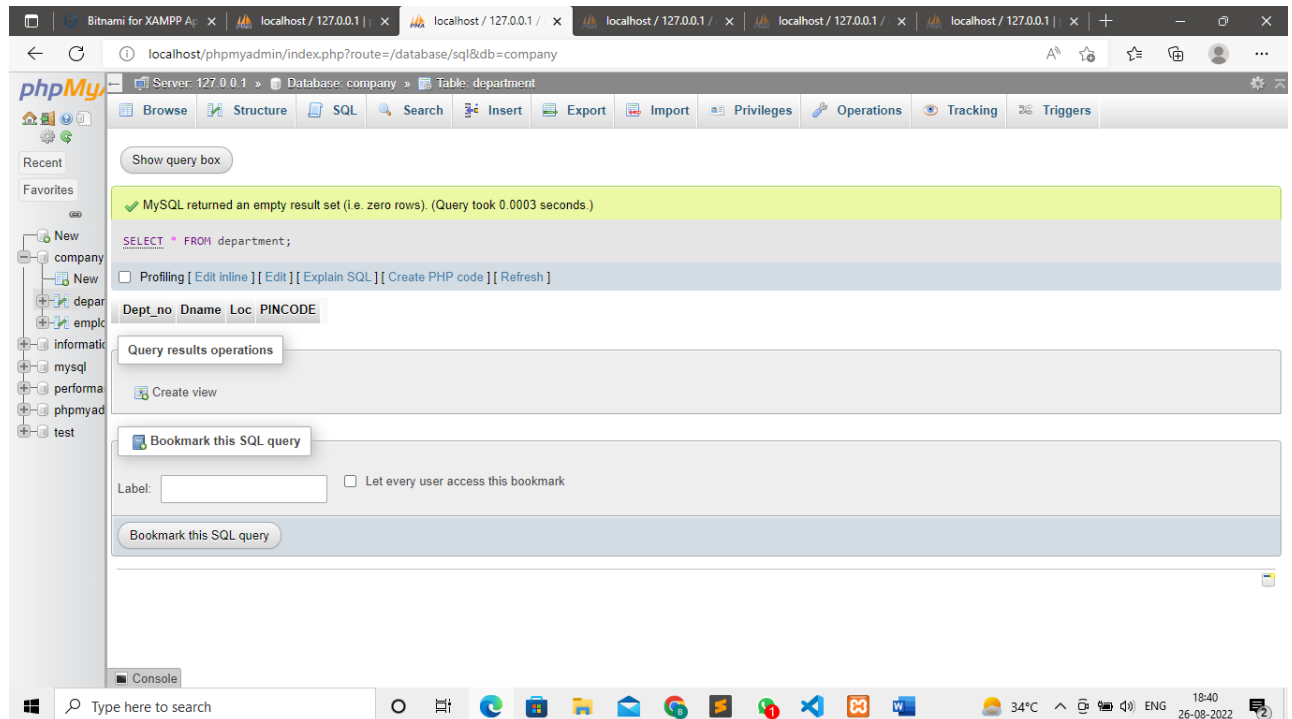 Bitnami for XAMPP Ap
localhost / 127.0.0.1 |
localhost / 127.0.0.1 /
localhost / 127.0.0.1 /
localhost / 127.0.0.1 /
localhost / 127.0.0.1 |
localhost/phpmyadmin/index.php?route=/database/sql&db=company
phpMyA
Server: 127.0.0.1 » Database: company » Table: department
Browse Structure SQL Search Insert Export Import Privileges Operations Tracking Triggers
Recent
Favorites
New
company
New
depar
emplo
informatio
mysql
performa
phpmyad
test
Show query box
MySQL returned an empty result set (i.e. zero rows). (Query took 0.0003 seconds.)
SELECT * FROM department;
Profiling [ Edit inline ] [ Edit ] [ Explain SQL ] [ Create PHP code ] [ Refresh ]
Dept_no Dname Loc PINCODE
Query results operations
Create view
Bookmark this SQL query
Label:
Let every user access this bookmark
Bookmark this SQL query
Console
Type here to search
34°C
ENG
18:40
26-08-2022
2